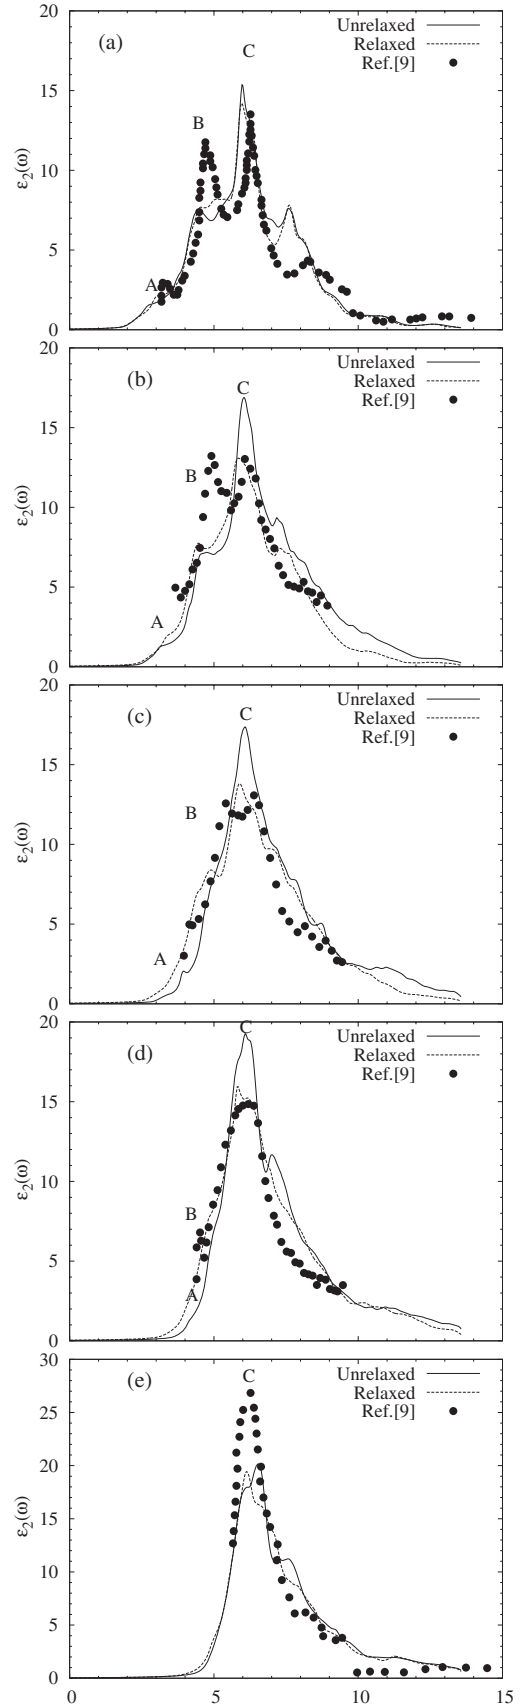 20
(a)
C
Unrelaxed
Relaxed
Ref.[9]
15
B
ε2(ω)
10
5
A
0
20
(b)
C
Unrelaxed
Relaxed
Ref.[9]
15
B
ε2(ω)
10
5
A
0
20
(c)
C
Unrelaxed
Relaxed
Ref.[9]
15
B
ε2(ω)
10
5
A
0
20
(d)
C
Unrelaxed
Relaxed
Ref.[9]
15
ε2(ω)
10
B
5
A
0
30
(e)
C
Unrelaxed
Relaxed
Ref.[9]
25
20
ε2(ω)
15
10
5
0
0 5 10 15